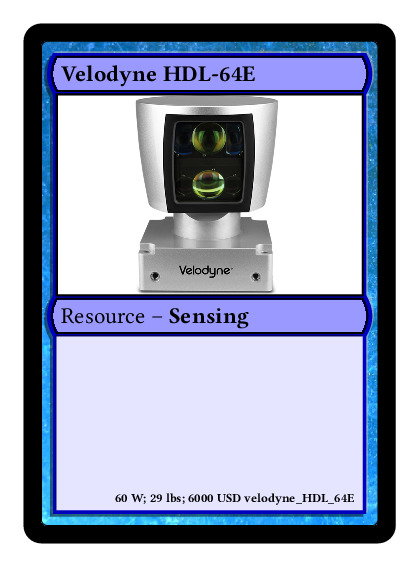 Velodyne HDL-64E
Velodyne
Resource – Sensing
60 W; 29 lbs; 6000 USD velodyne_HDL_64E